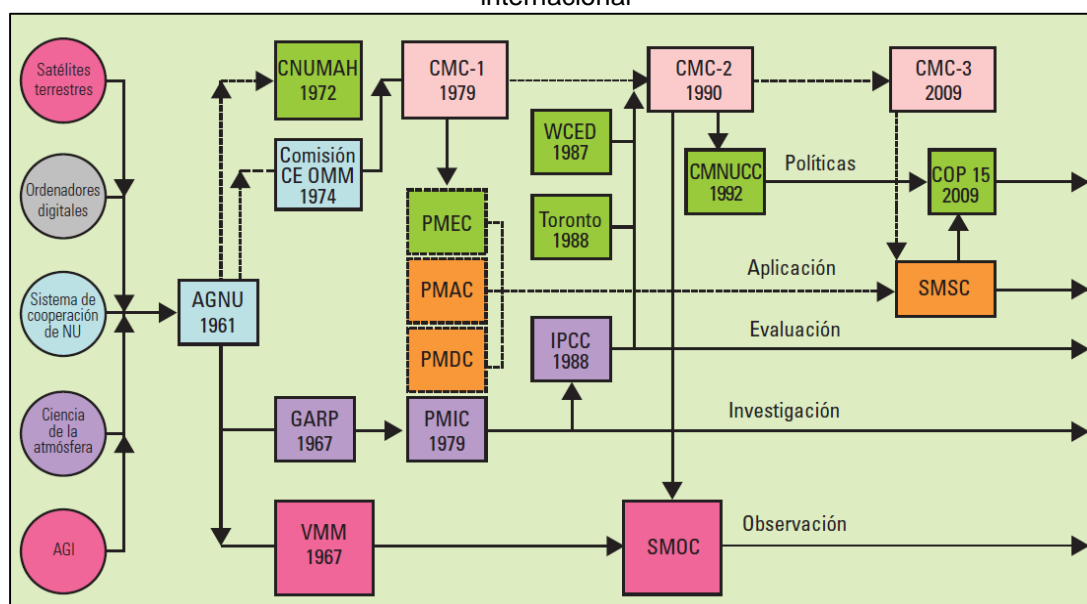 internacional
Satélites
terrestres
Ordenadores
digitales
Sistema de
cooperación
de NU
Ciencia
de la
atmósfera
AGI
AGNU
1961
CNUMAH
1972
Comisión
CE OMM
1974
GARP
1967
VMM
1967
CMC-1
1979
PMEC
PMAC
PMDC
PMIC
1979
WCED
1987
Toronto
1988
IPCC
1988
CMC-2
1990
CMNUCC
1992
SMOC
CMC-3
2009
COP 15
2009
SMSC
Políticas
Aplicación
Evaluación
Investigación
Observación